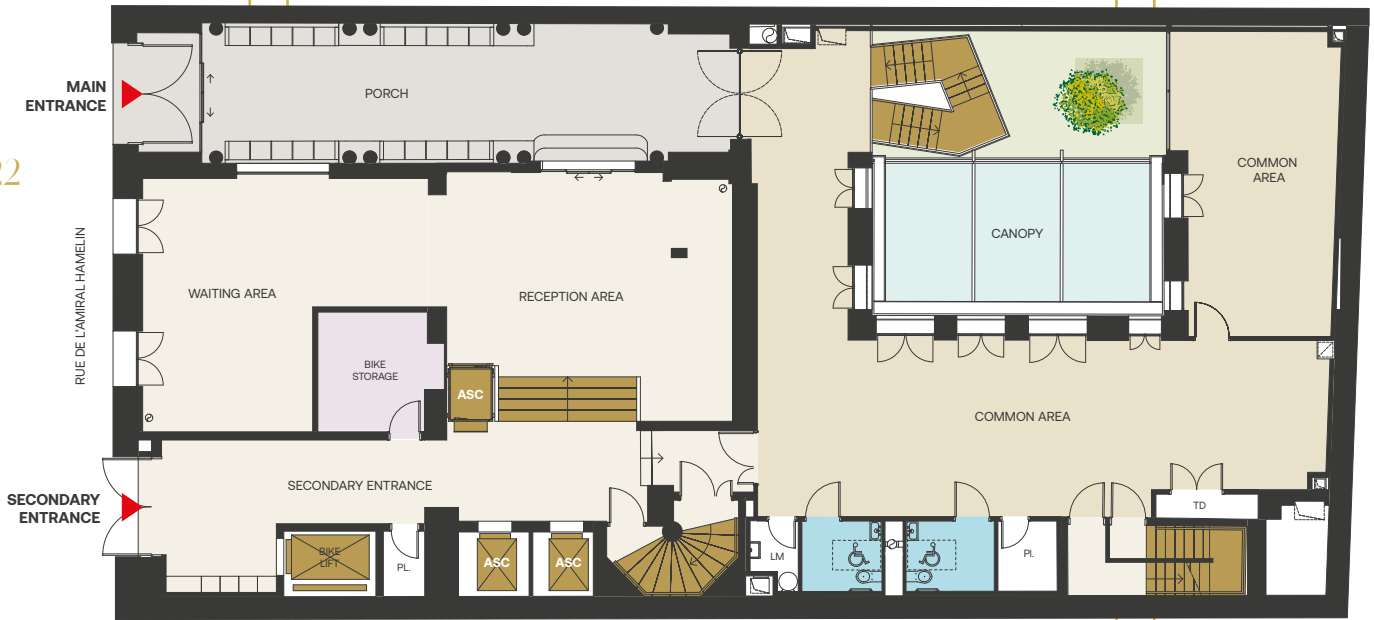 MAIN
ENTRANCE
PORCH
22
COMMON
AREA
CANOPY
RUE DE L'AMIRAL HAMELIN
WAITING AREA
RECEPTION AREA
BIKE
STORAGE
ASC
COMMON AREA
SECONDARY
ENTRANCE
SECONDARY ENTRANCE
TD
BIKE
LIFT
PL.
ASC
ASC
LM
Pl.